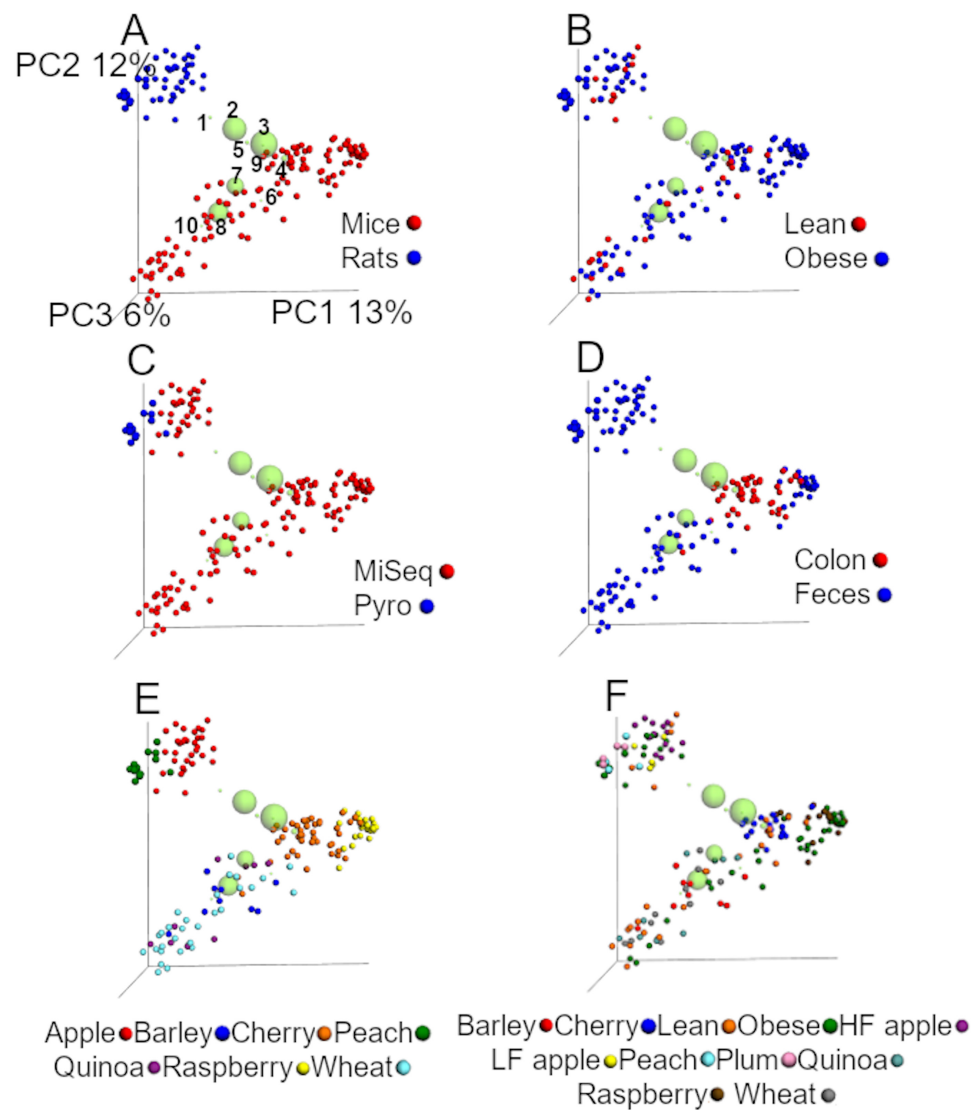 A
B
PC2 12%
1
2
3
5
9
4
7
6
10
8
Mice
Rats
Lean
Obese
PC3 6%
PC1 13%
C
D
MiSeq
Pyro
Colon
Feces
E
F
Apple Barley Cherry Peach
Quinoa Raspberry Wheat
Barley Cherry Lean Obese HF apple
LF apple Peach Plum Quinoa
Raspberry Wheat